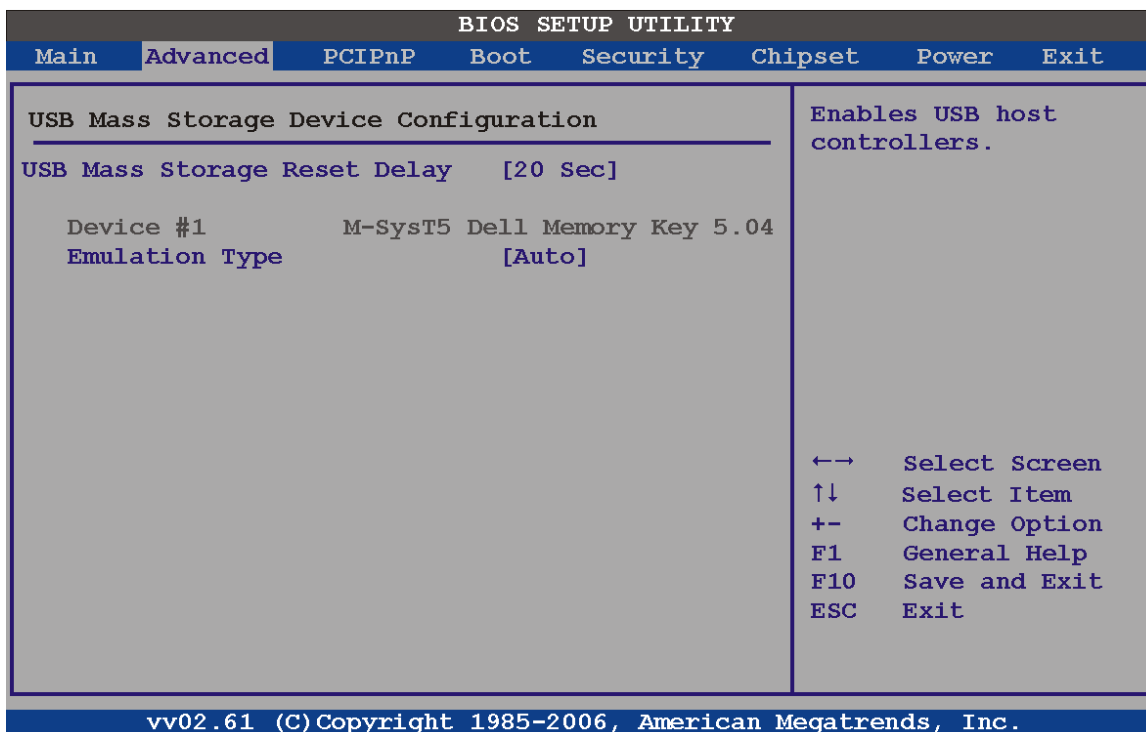 BIOS SETUP UTILITY
Main Advanced PCIPnP Boot Security Chipset Power Exit
USB Mass Storage Device Configuration
USB Mass Storage Reset Delay [20 Sec]
Device #1 M-SysT5 Dell Memory Key 5.04
Emulation Type [Auto]
Enables USB host
controllers.
←→ Select Screen
↑↓ Select Item
+- Change Option
F1 General Help
F10 Save and Exit
ESC Exit
vv02.61 (C)Copyright 1985-2006, American Megatrends, Inc.